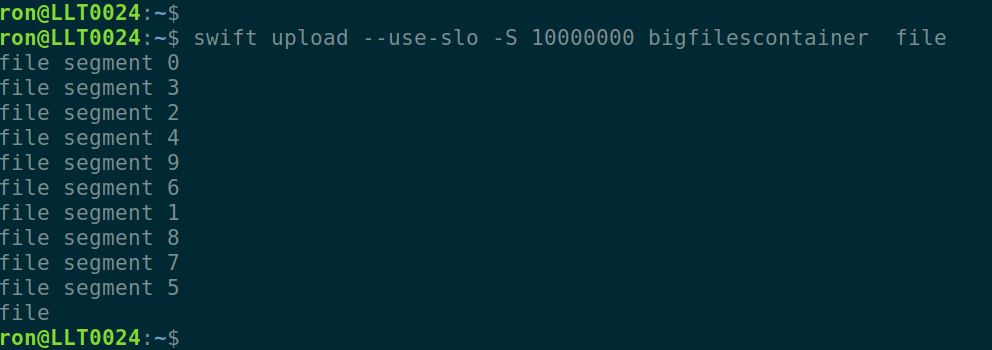 ron@LLT0024:~$
ron@LLT0024:~$ swift upload --use-slo -S 10000000 bigfilescontainer  file
file segment 0
file segment 3
file segment 2
file segment 4
file segment 9
file segment 6
file segment 1
file segment 8
file segment 7
file segment 5
file
ron@LLT0024:~$